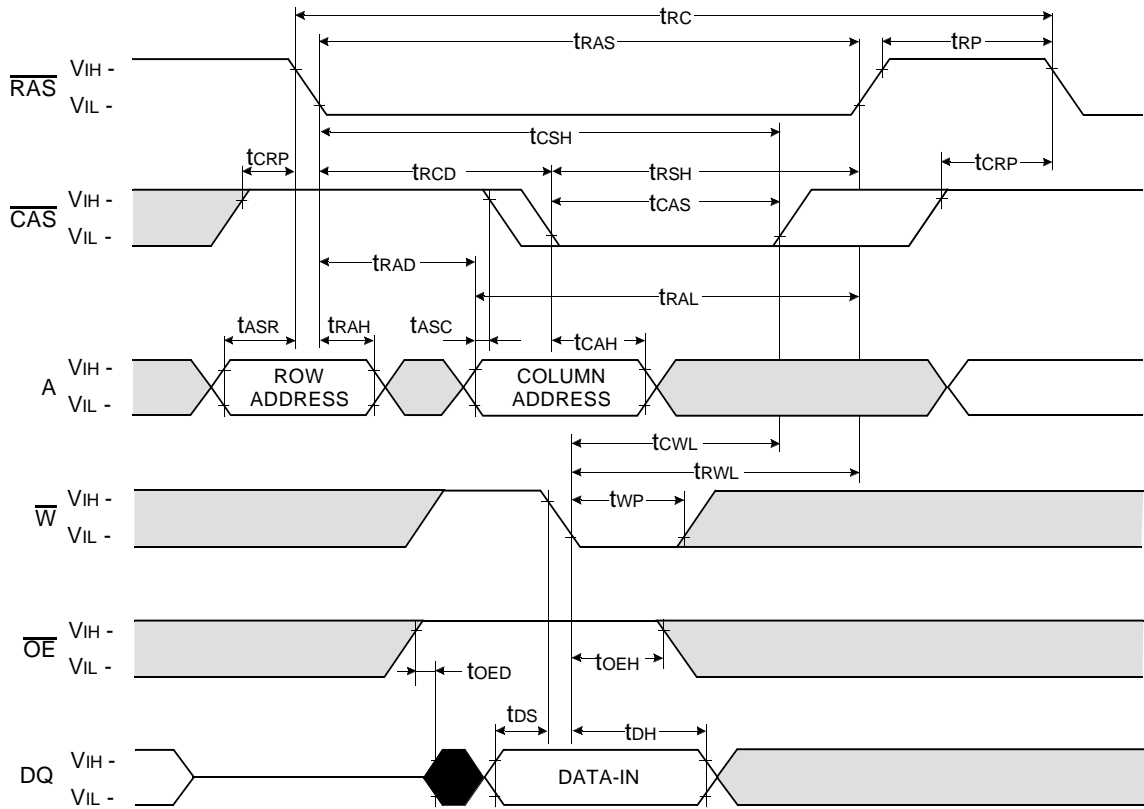 tRC
tRAS
tRP
RAS
VIH -
VIL -
tCSH
tCRP
tRCD
tRSH
tCRP
CAS
VIH -
VIL -
tCAS
tRAD
tRAL
tASR
tRAH
tASC
tCAH
A
VIH -
VIL -
ROW
ADDRESS
COLUMN
ADDRESS
tCWL
tRWL
W
VIH -
VIL -
tWP
OE
VIH -
VIL -
tOED
tOEH
tDS
tDH
DQ
VIH -
VIL -
DATA-IN